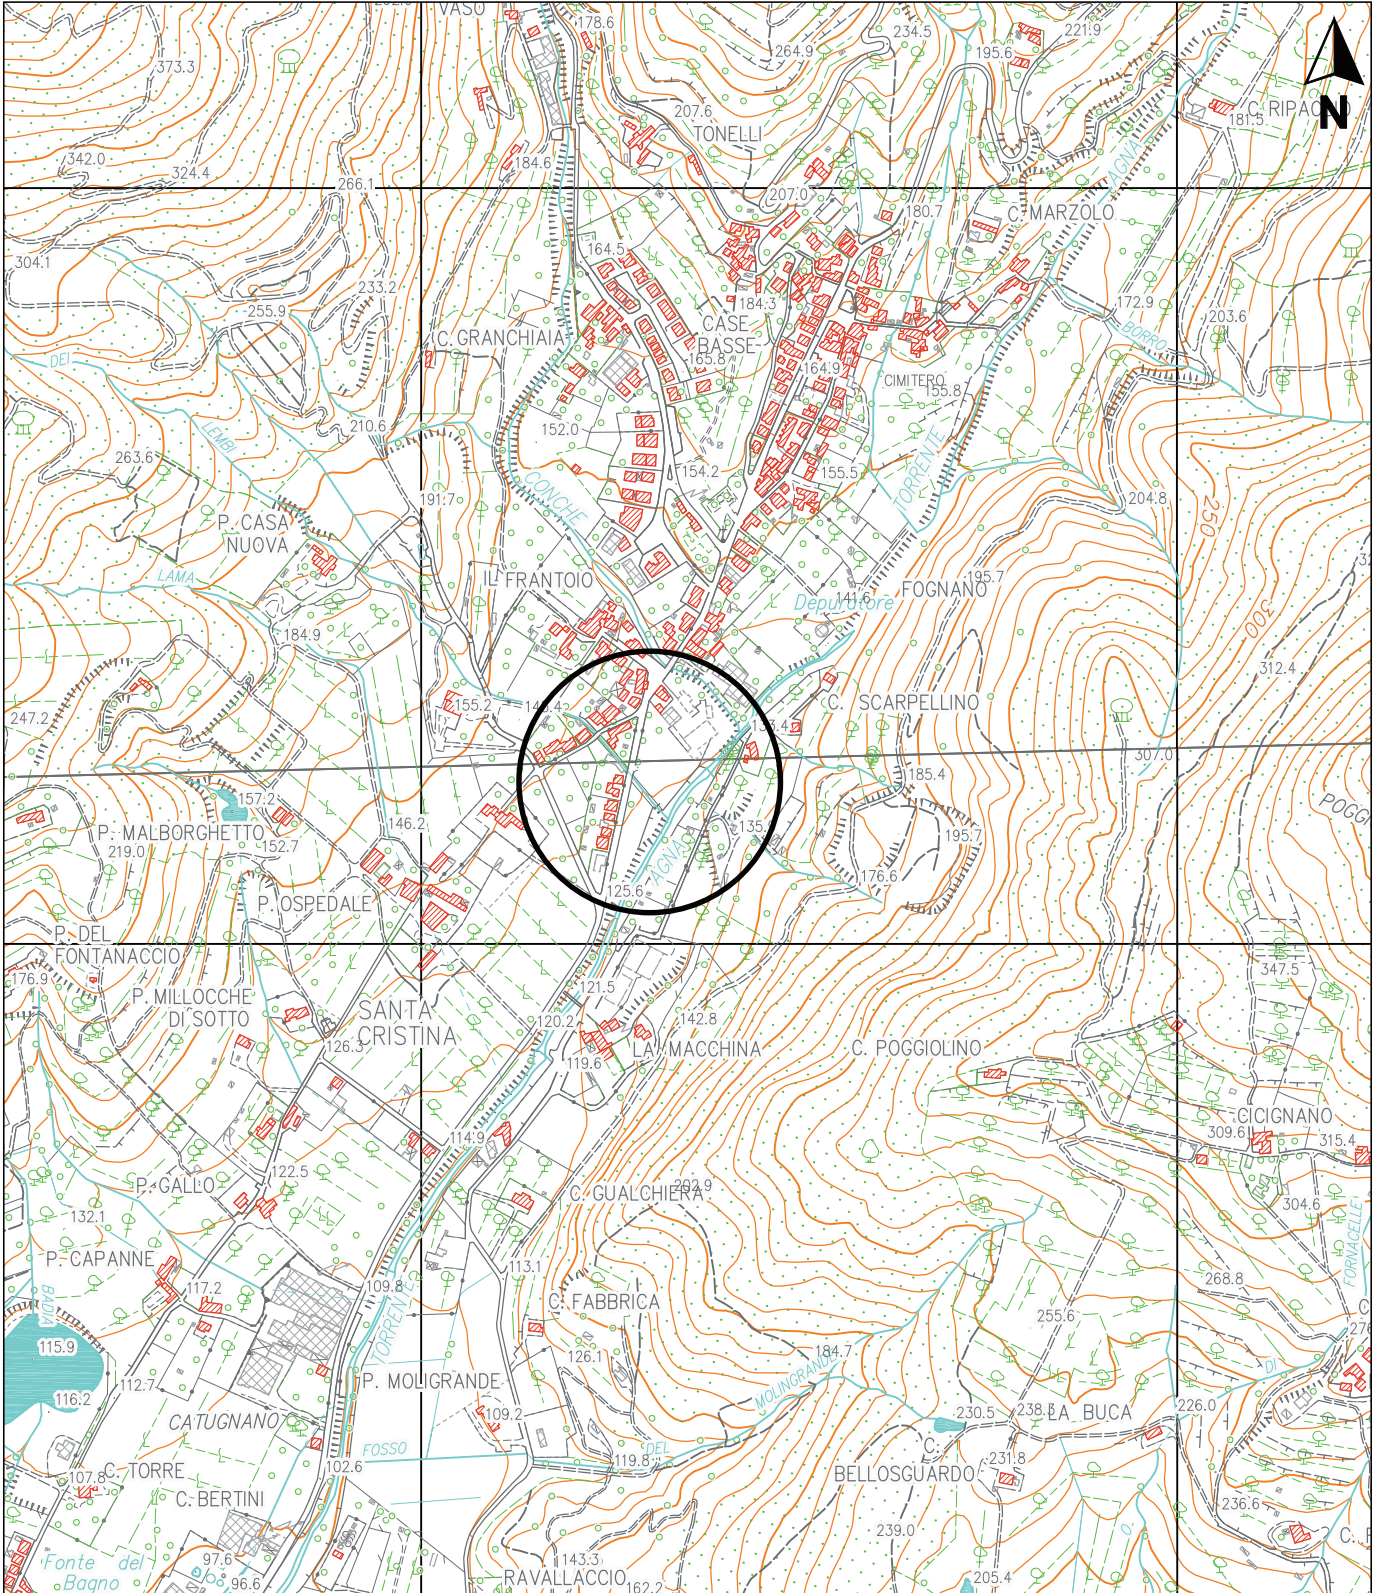 VASO
178.6
264.9
234.5
195.6
221.9
373.3
207.6
TONELLI
C. RIPA
181.5
N
342.0
324.4
184.6
266.1
207.0
180.7
C. MARZOLO
AGNA
304.1
164.5
233.2
255.9
184.3
172.9
203.6
C. GRANCHIAIA
CASE
BASSE
165.8
164.9
BORRO
DEI
CIMITERO
155.8
210.6
152.0
LEMBI
263.6
154.2
155.5
TORRENTE
CONCHE
191.7
204.8
250
P. CASA
NUOVA
LAMA
IL FRANTOIO
195.7
FOGNANO
141.6
Depuratore
300
184.9
312.4
247.2
155.2
C. SCARPELLINO
307.0
185.4
157.2
P. MALBORGHETTO
219.0
152.7
146.2
195.7
176.6
AGNA
125.6
P. OSPEDALE
P. DEL
FONTANACCIO
176.9
347.5
P. MILLOCCHE
DI SOTTO
121.5
SANTA
CRISTINA
120.2
142.8
126.3
119.6
LA MACCHINA
C. POGGIOLINO
CICIGNANO
309.6
315.4
114.9
122.5
P. GALLO
C. GUALCHIERA
202.9
304.6
132.1
FORNACELLE
P. CAPANNE
113.1
268.8
117.2
109.8
BADIA
C. FABBRICA
255.6
TORRENTE
115.9
126.1
184.7
DI
112.7
116.2
P. MOLIGRANDE
MOLINGRANDE
109.2
CATUGNANO
230.5
238.3
LA BUCA
226.0
FOSSO
DEL
119.8
C.
BELLOSGUARDO
231.8
C. TORRE
107.8
102.6
C. BERTINI
236.6
239.0
Fonte del
Bagno
97.6
96.6
143.3
RAVALLACCIO
162.2
205.4